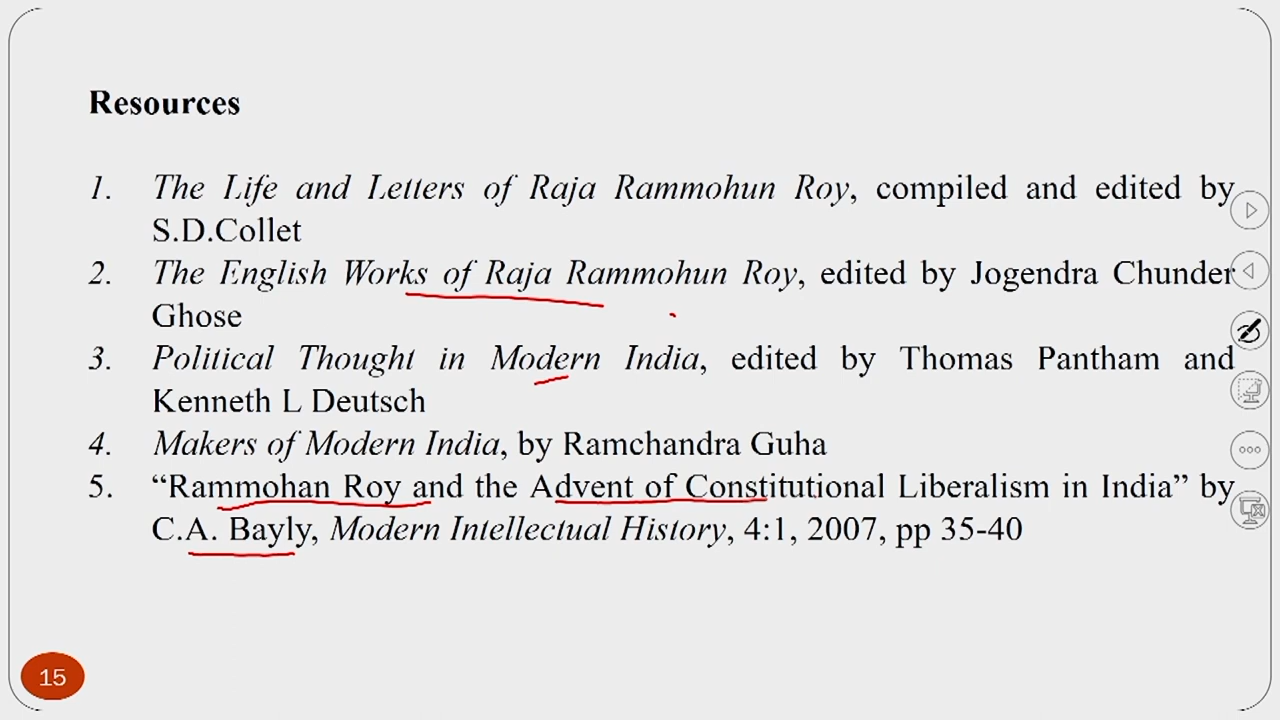 Resources
1. The Life and Letters of Raja Rammohun Roy, compiled and edited by
S.D.Collet
2. The English Works of Raja Rammohun Roy, edited by Jogendra Chunder
Ghose
3. Political Thought in Modern India, edited by Thomas Pantham and
Kenneth L Deutsch
4. Makers of Modern India, by Ramchandra Guha
5. “Rammohan Roy and the Advent of Constitutional Liberalism in India” by
C.A. Bayly, Modern Intellectual History, 4:1, 2007, pp 35-40
15